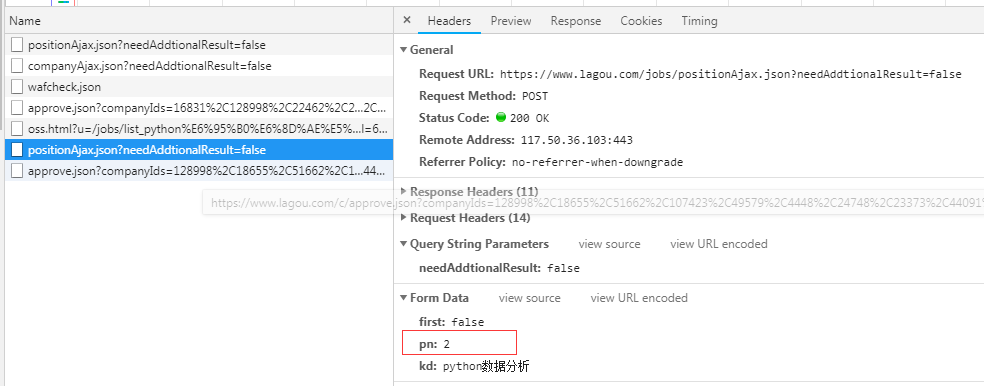 Name
positionAjax.json?needAddtionalResult=false
companyAjax.json?needAddtionalResult=false
wafcheck.json
approve.json?companyIds=16831%2C128998%2C22462%2C2...2C...
oss.html?u=/jobs/list_python%E6%95%B0%E6%8D%AE%E5%...l=6...
positionAjax.json?needAddtionalResult=false
approve.json?companyIds=128998%2C18655%2C51662%2C1...44...
× Headers Preview Response Cookies Timing
▼ General
Request URL: https://www.lagou.com/jobs/positionAjax.json?needAddtionalResult=false
Request Method: POST
Status Code: 200 OK
Remote Address: 117.50.36.103:443
Referrer Policy: no-referrer-when-downgrade
▶ Response Headers (11)
https://www.lagou.com/c/approve.json?companyIds=128998%2C18655%2C51662%2C107423%2C49579%2C4448%2C24748%2C23373%2C44091%
▶ Request Headers (14)
▼ Query String Parameters view source view URL encoded
needAddtionalResult: false
▼ Form Data view source view URL encoded
first: false
pn: 2
kd: python数据分析